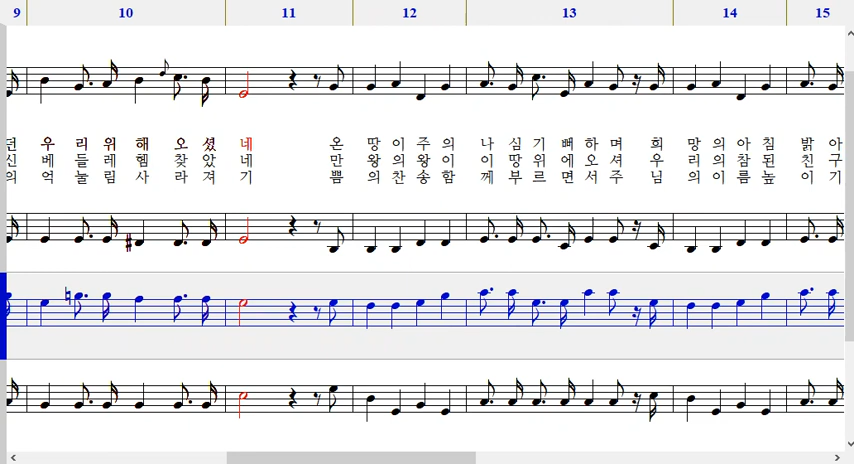 9 10 11 12 13 14 15
던 우 리 위 해 오 셨 네 온 땅 이 주 의 나 심 기 뻐 하 며 희 망 의 아 침 밝 아
신 베 들 레 헴 찾 았 네 만 왕 의 왕 이 이 땅 위 에 오 셔 우 리 의 참 된 친 구
의 억 눌 림 사 라 져 기 쁨 의 찬 송 함 께 부 르 면 서 주 님 의 이 름 높 이 기